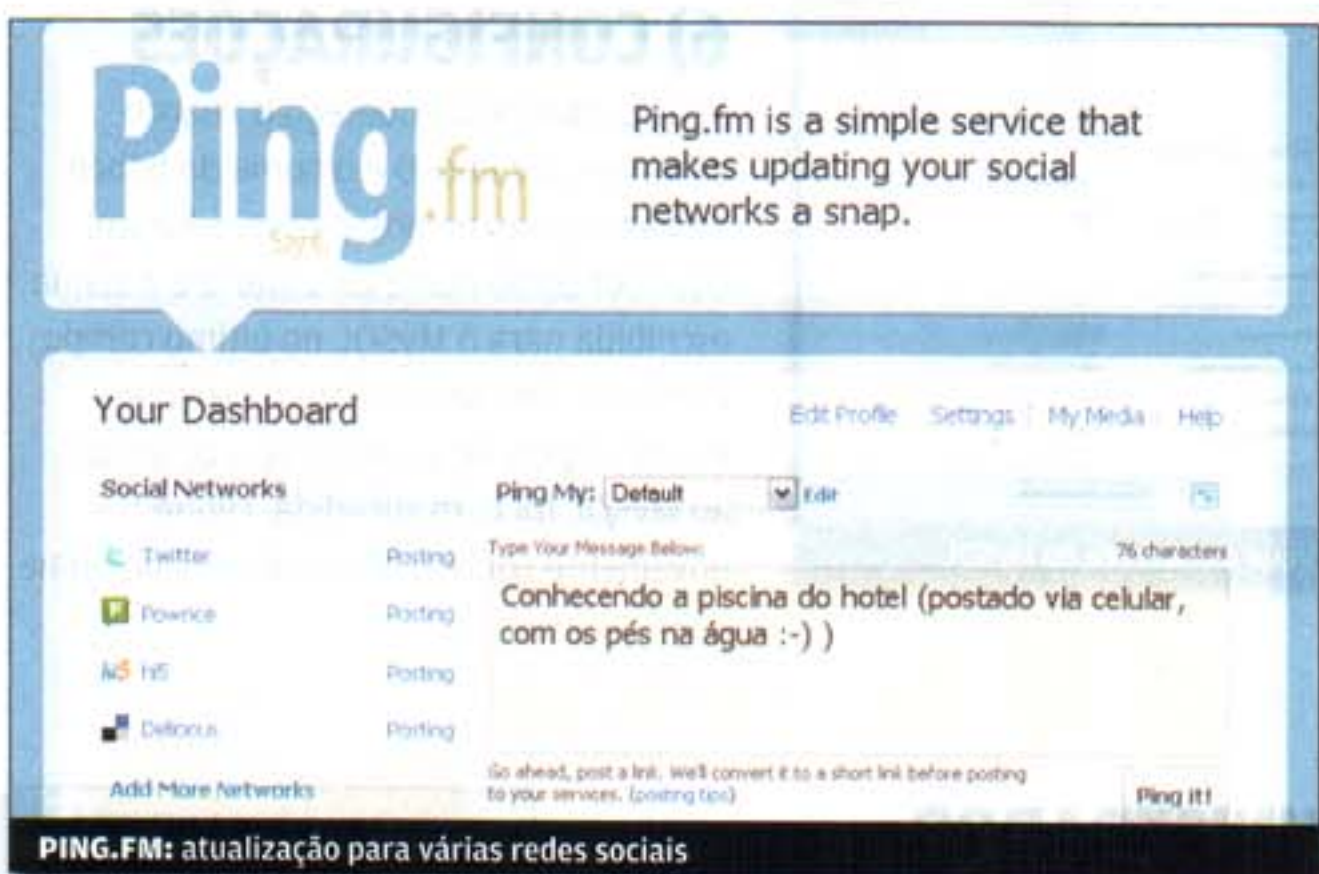 Ping.fm
Ping.fm is a simple service that
makes updating your social
networks a snap.
Your Dashboard
Edit Profile Settings My Media Help
Social Networks
Ping My: Default Edit
Twitter Posting
Type Your Message Below:
76 characters
Pownce Posting
Conhecendo a piscina do hotel (postado via celular,
com os pés na água :-) )
hi5 hi5 Posting
Delicious Posting
Add More Networks
Go ahead, post a link. We'll convert it to a short link before posting
to your services. (posting tips)
Ping It!
PING.FM: atualização para várias redes sociais